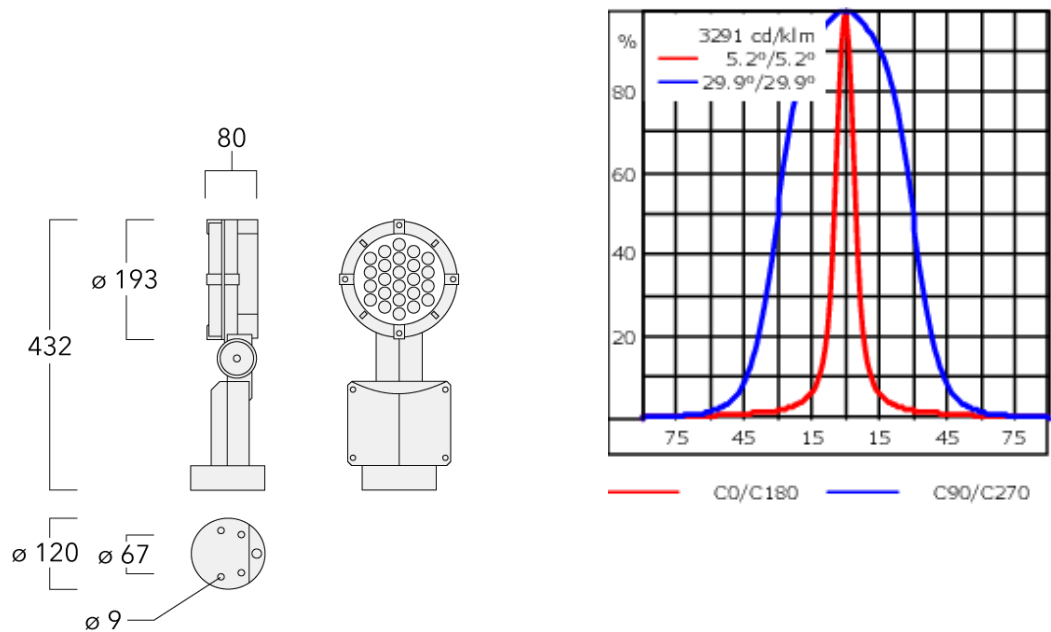 80
ø 193
432
ø 120
ø 67
ø 9
%
3291 cd/klm
5.2º/5.2º
29.9º/29.9º
80
60
40
20
75 45 15 15 45 75
C0/C180 C90/C270